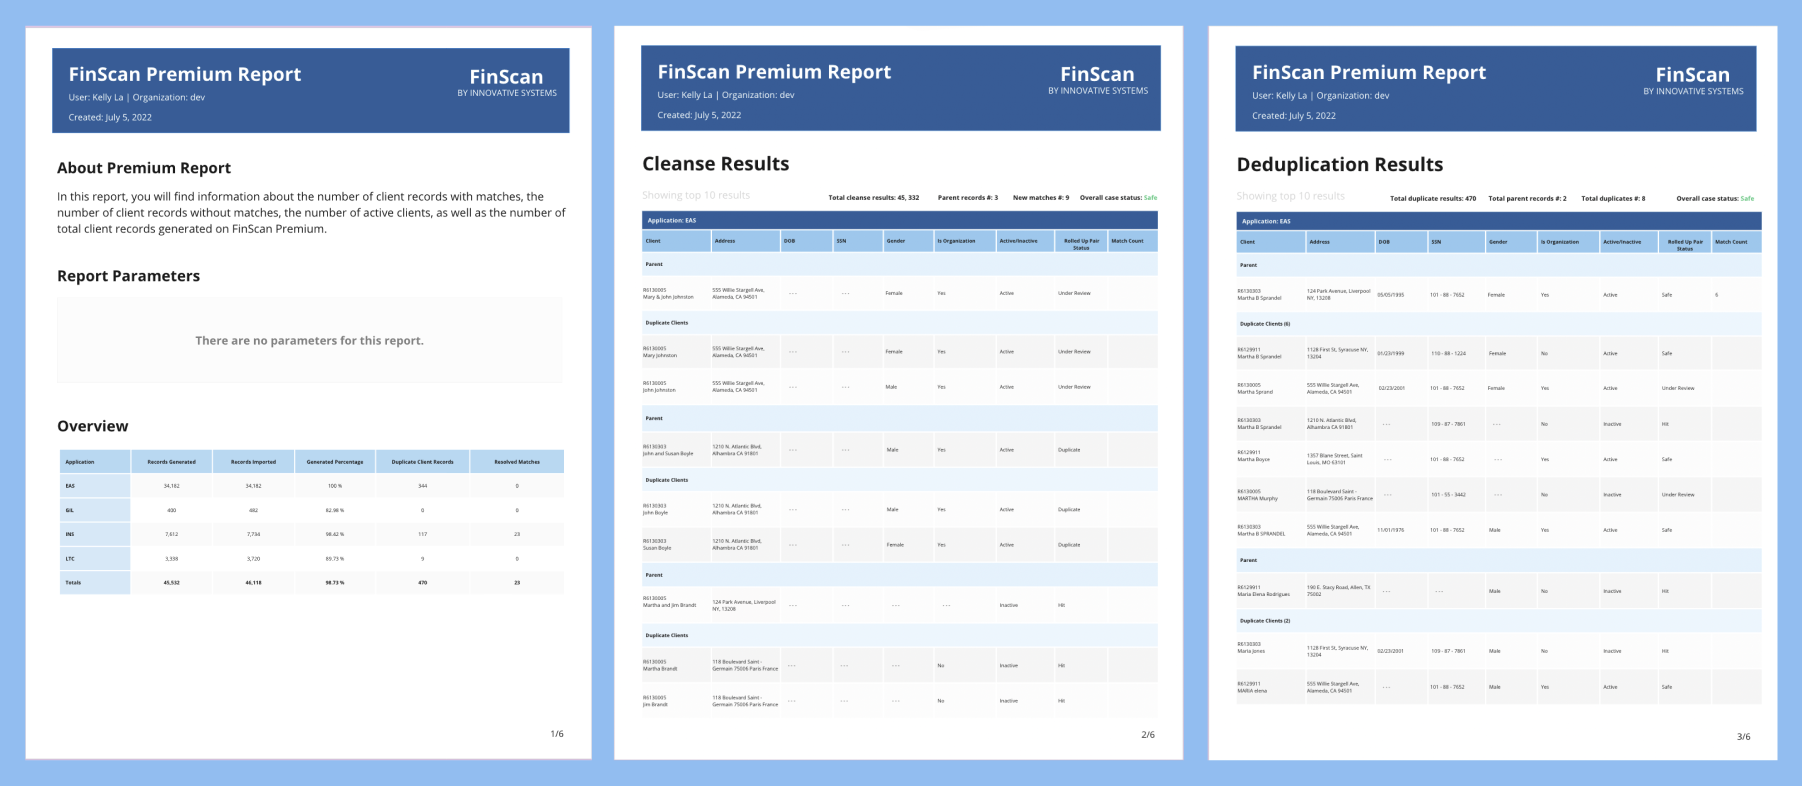 FinScan Premium Report
User: Kelly La | Organization: dev
Created: July 5, 2022
FinScan
BY INNOVATIVE SYSTEMS
About Premium Report
In this report, you will find information about the number of client records with matches, the
number of client records without matches, the number of active clients, as well as the number of
total client records generated on FinScan Premium.
Report Parameters
There are no parameters for this report.
Overview
Application Records Generated Records Imported Generated Percentage Duplicate Client Records Resolved Matches
EAS 34,182 34,182 100 % 344 0
BIL 400 482 82.98 % 0 0
INS 7,612 7,734 98.42 % 117 23
LTC 3,338 3,720 89.73 % 9 0
Totals 45,532 46,118 98.73 % 470 23
1/6
FinScan Premium Report
User: Kelly La | Organization: dev
Created: July 5, 2022
FinScan
BY INNOVATIVE SYSTEMS
Cleanse Results
Showing top 10 results Total cleanse results: 45, 332 Parent records #: 3 New matches #: 9 Overall case status: Safe
Application: EAS
Client Address DOB SSN Gender Is Organization Active/Inactive Rolled Up Pair Status Match Count
Parent
R6130005 555 Willie Stargell Ave,
Mary & John Johnston Alameda, CA 94501 --- --- Female Yes Active Under Review
Duplicate Clients
R6130005 555 Willie Stargell Ave,
Mary Johnston Alameda, CA 94501 --- --- Female Yes Active Under Review
R6130005 555 Willie Stargell Ave,
John Johnston Alameda, CA 94501 --- --- Male Yes Active Under Review
Parent
R6130303 1210 N. Atlantic Blvd,
John and Susan Boyle Alhambra CA 91801 --- --- Male Yes Active Duplicate
Duplicate Clients
R6130303 1210 N. Atlantic Blvd,
John Boyle Alhambra CA 91801 --- --- Male Yes Active Duplicate
R6130303 1210 N. Atlantic Blvd,
Susan Boyle Alhambra CA 91801 --- --- Female Yes Active Duplicate
Parent
R6130005 124 Park Avenue, Liverpool
Martha and Jim Brandt NY, 13208 --- --- --- --- Inactive Hit
Duplicate Clients
R6130005 118 Boulevard Saint -
Martha Brandt Germain 75006 Paris France --- --- --- No Inactive Hit
R6130005 118 Boulevard Saint -
Jim Brandt Germain 75006 Paris France --- --- --- No Inactive Hit
2/6
FinScan Premium Report
User: Kelly La | Organization: dev
Created: July 5, 2022
FinScan
BY INNOVATIVE SYSTEMS
Deduplication Results
Showing top 10 results Total duplicate results: 470 Total parent records #: 2 Total duplicates #: 8 Overall case status: Safe
Application: EAS
Client Address DOB SSN Gender Is Organization Active/Inactive Rolled Up Pair Status Match Count
Parent
R6130303 124 Park Avenue, Liverpool
Martha B Sprandel NY, 13208 05/05/1995 101 - 88 - 7652 Female Yes Active Safe 6
Duplicate Clients (6)
R6129911 1128 First St, Syracuse NY,
Martha B Sprandel 13204 01/23/1999 110 - 88 - 1224 Female No Active Safe
R6130005 555 Willie Stargell Ave,
Martha Sprand Alameda, CA 94501 02/23/2001 101 - 88 - 7652 Female Yes Active Under Review
R6130303 1210 N. Atlantic Blvd,
Martha B Sprandel Alhambra CA 91801 --- 109 - 87 - 7861 --- No Inactive Hit
R6129911 1357 Blane Street, Saint
Martha Boyce Louis, MO 63101 --- 101 - 88 - 7652 --- Yes Active Safe
R6130005 118 Boulevard Saint -
MARTHA Murphy Germain 75006 Paris France --- 101 - 55 - 3442 --- No Inactive Under Review
R6130303 555 Willie Stargell Ave,
Martha B SPRANDEL Alameda, CA 94501 11/01/1976 101 - 88 - 7652 Male Yes Active Safe
Parent
R6129911 190 E. Stacy Road, Allen, TX
Maria Elena Rodrigues 75002 --- --- Male No Inactive Hit
Duplicate Clients (2)
R6130303 1128 First St, Syracuse NY,
Maria Jones 13204 02/23/2001 109 - 87 - 7861 Male No Inactive Hit
R6129911 555 Willie Stargell Ave,
MARIA elena Alameda, CA 94501 --- 101 - 88 - 7652 Male Yes Active Safe
3/6